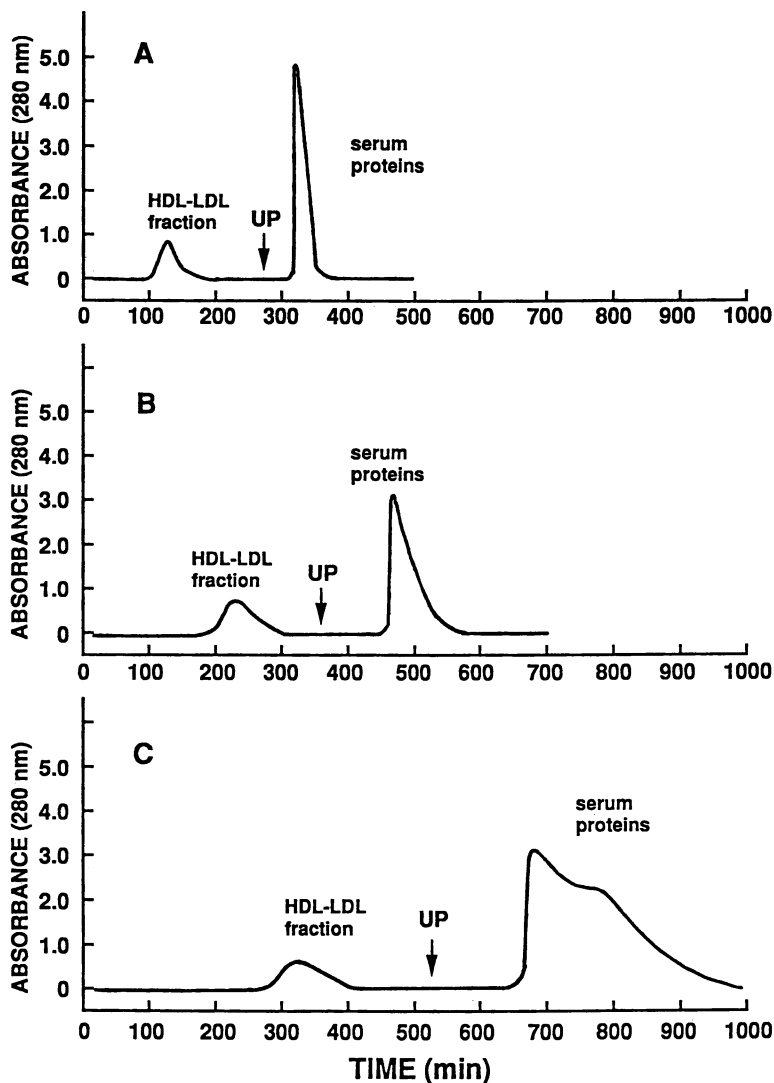 A
ABSORBANCE (280 nm)
5.0
4.0
3.0
2.0
1.0
0
HDL-LDL
fraction
UP
serum
proteins
0 100 200 300 400 500 600 700 800 900 1000
B
ABSORBANCE (280 nm)
5.0
4.0
3.0
2.0
1.0
0
HDL-LDL
fraction
UP
serum
proteins
0 100 200 300 400 500 600 700 800 900 1000
C
ABSORBANCE (280 nm)
5.0
4.0
3.0
2.0
1.0
0
HDL-LDL
fraction
UP
serum
proteins
0 100 200 300 400 500 600 700 800 900 1000
TIME (min)